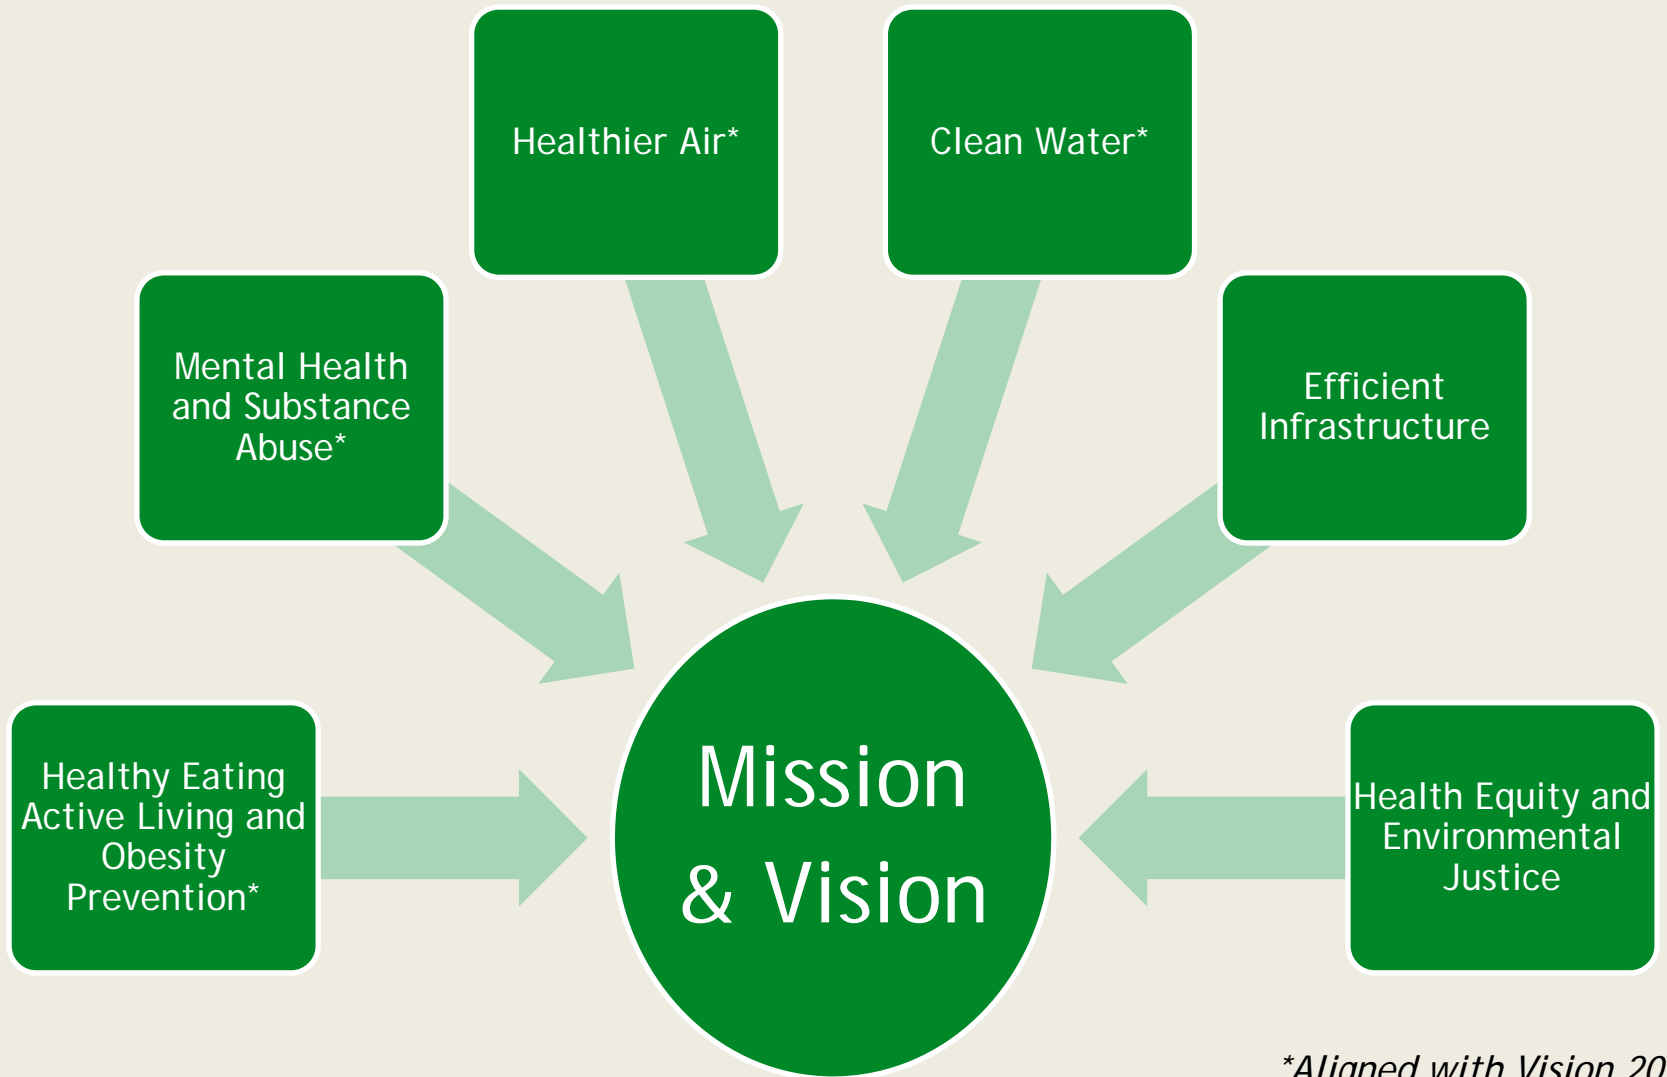 Healthier Air*
Clean Water*
Mental Health
and Substance
Abuse*
Efficient
Infrastructure
Healthy Eating
Active Living and
Obesity
Prevention*
Mission
& Vision
Health Equity and
Environmental
Justice
*Aligned with Vision 20